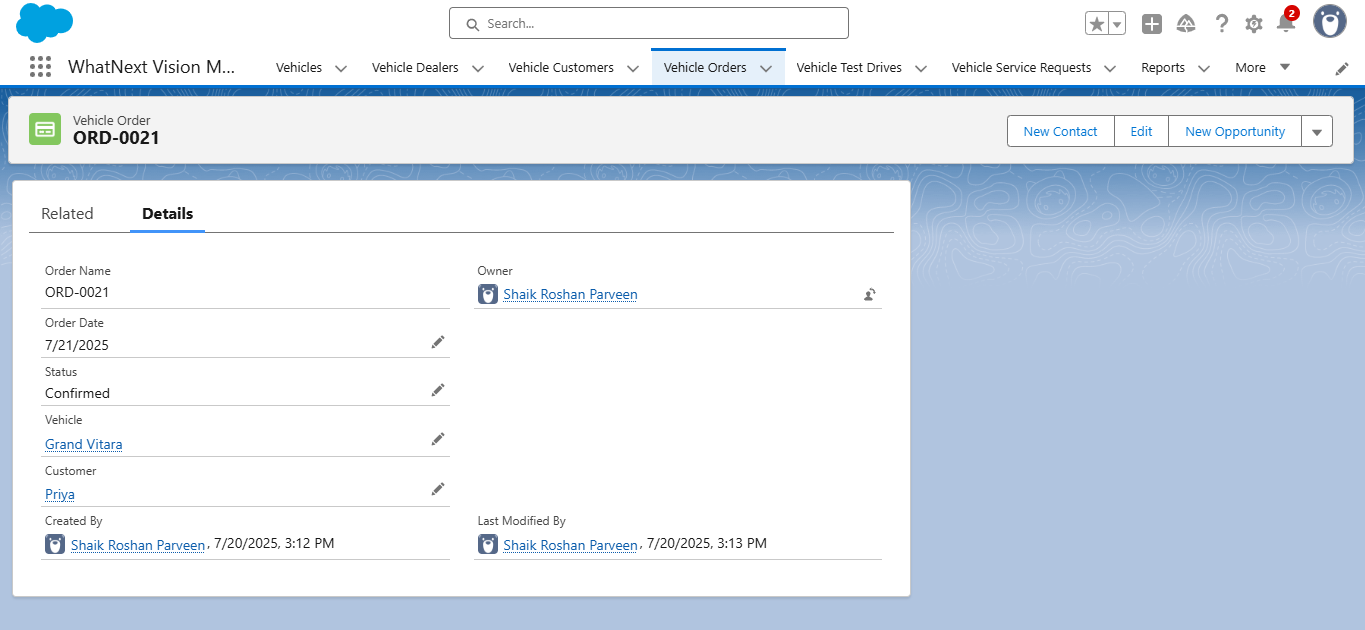 Search...
2
WhatNext Vision M...
Vehicles
Vehicle Dealers
Vehicle Customers
Vehicle Orders
Vehicle Test Drives
Vehicle Service Requests
Reports
More
Vehicle Order
ORD-0021
New Contact
Edit
New Opportunity
Related
Details
Order Name
ORD-0021
Owner
Shaik Roshan Parveen
Order Date
7/21/2025
Status
Confirmed
Vehicle
Grand Vitara
Customer
Priya
Created By
Shaik Roshan Parveen, 7/20/2025, 3:12 PM
Last Modified By
Shaik Roshan Parveen, 7/20/2025, 3:13 PM